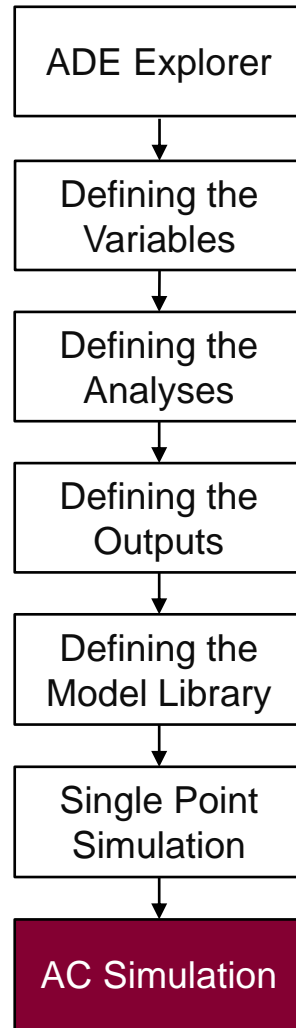 ADE Explorer
Defining the
Variables
Defining the
Analyses
Defining the
Outputs
Defining the
Model Library
Single Point
Simulation
AC Simulation